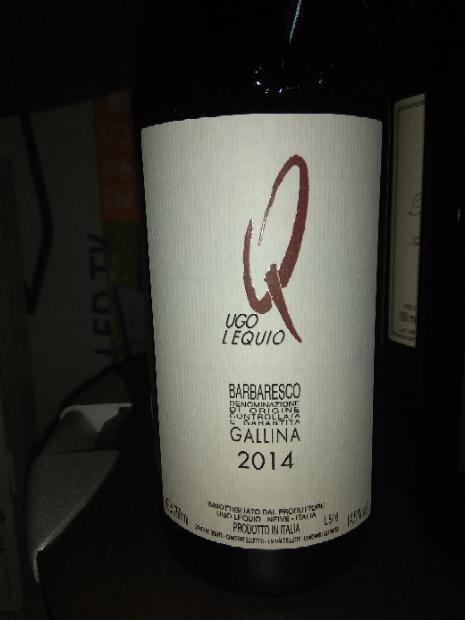 UGO
LEQUIO
BARBARESCO
DENOMINAZIONE
DI ORIGINE
CONTROLLATA
E GARANTITA
GALLINA
2014
IMBOTTIGLIATO DAL PRODUTTORE
UGO LEQUIO - NEIVE - ITALIA
PRODOTTO IN ITALIA
LED TV